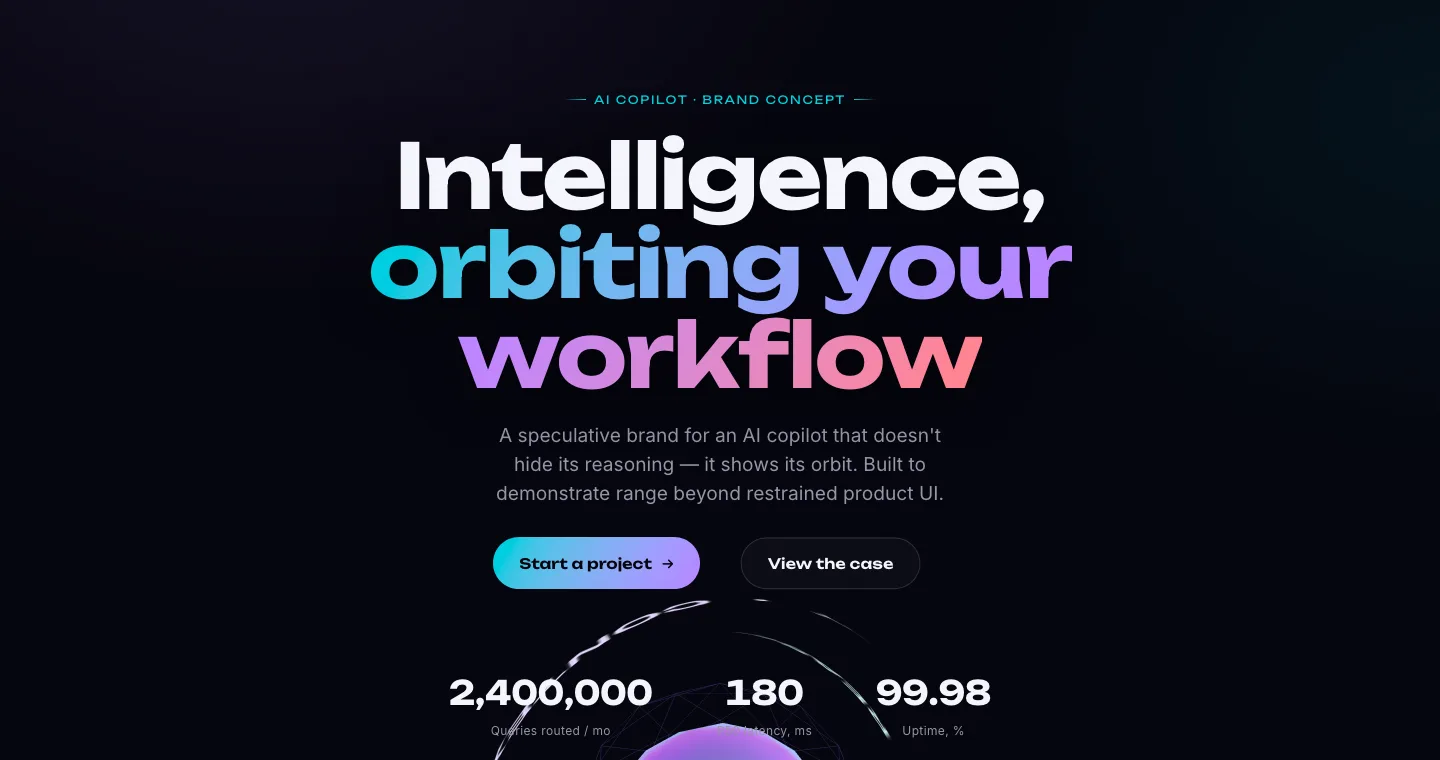 AI COPILOT · BRAND CONCEPT
Intelligence,
orbiting your
workflow
A speculative brand for an AI copilot that doesn't
hide its reasoning — it shows its orbit. Built to
demonstrate range beyond restrained product UI.
Start a project →
View the case
2,400,000
180
99.98
Queries routed / mo
ms
Uptime, %